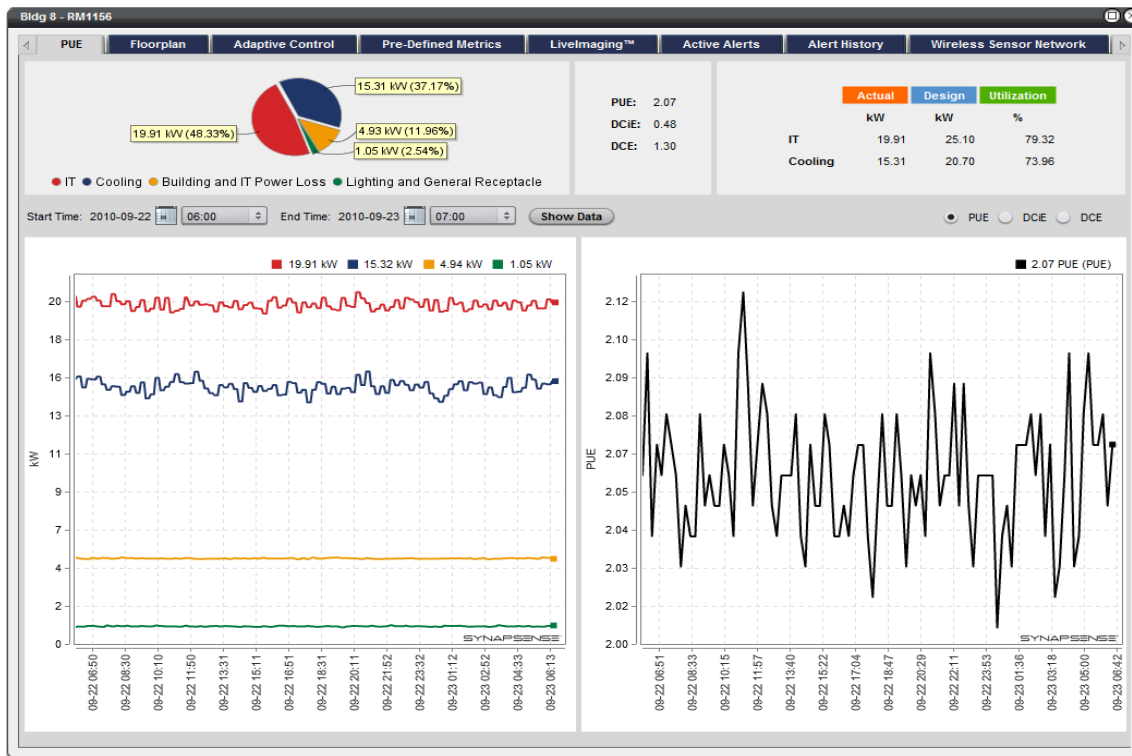 Bldg 8 - RM1156
PUE Floorplan Adaptive Control Pre-Defined Metrics LiveImaging™ Active Alerts Alert History Wireless Sensor Network
15.31 kW (37.17%)
19.91 kW (48.33%)
4.93 kW (11.96%)
1.05 kW (2.54%)
IT Cooling Building and IT Power Loss Lighting and General Receptacle
PUE: 2.07
DCiE: 0.48
DCE: 1.30
Actual Design Utilization
kW kW %
IT 19.91 25.10 79.32
Cooling 15.31 20.70 73.96
Start Time: 2010-09-22 06:00 End Time: 2010-09-23 07:00 Show Data PUE DCiE DCE
19.91 kW 15.32 kW 4.94 kW 1.05 kW
20
18
16
13
11
9
7
4
2
0
kW
SYNAPSENSE
09-22 06:50
09-22 08:30
09-22 10:10
09-22 11:50
09-22 13:31
09-22 15:11
09-22 16:51
09-22 18:31
09-22 20:11
09-22 21:51
09-22 23:32
09-23 01:12
09-23 02:52
09-23 04:33
09-23 06:13
2.07 PUE (PUE)
2.12
2.10
2.09
2.08
2.07
2.05
2.04
2.03
2.02
2.00
PUE
SYNAPSENSE
09-22 06:51
09-22 08:33
09-22 10:15
09-22 11:57
09-22 13:40
09-22 15:22
09-22 17:04
09-22 18:47
09-22 20:29
09-22 22:11
09-22 23:53
09-23 01:36
09-23 03:18
09-23 05:00
09-23 06:42